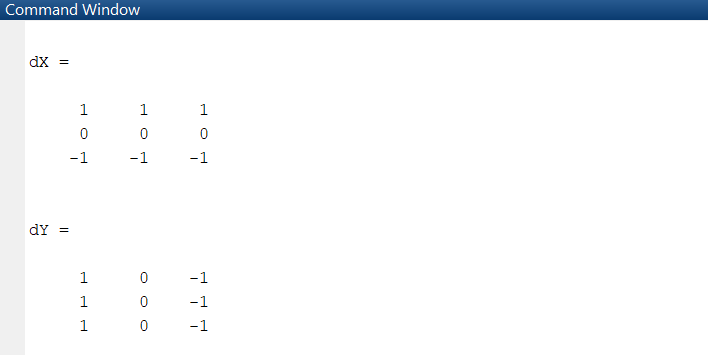 Command Window
dX =
1 1 1
0 0 0
-1 -1 -1
dY =
1 0 -1
1 0 -1
1 0 -1